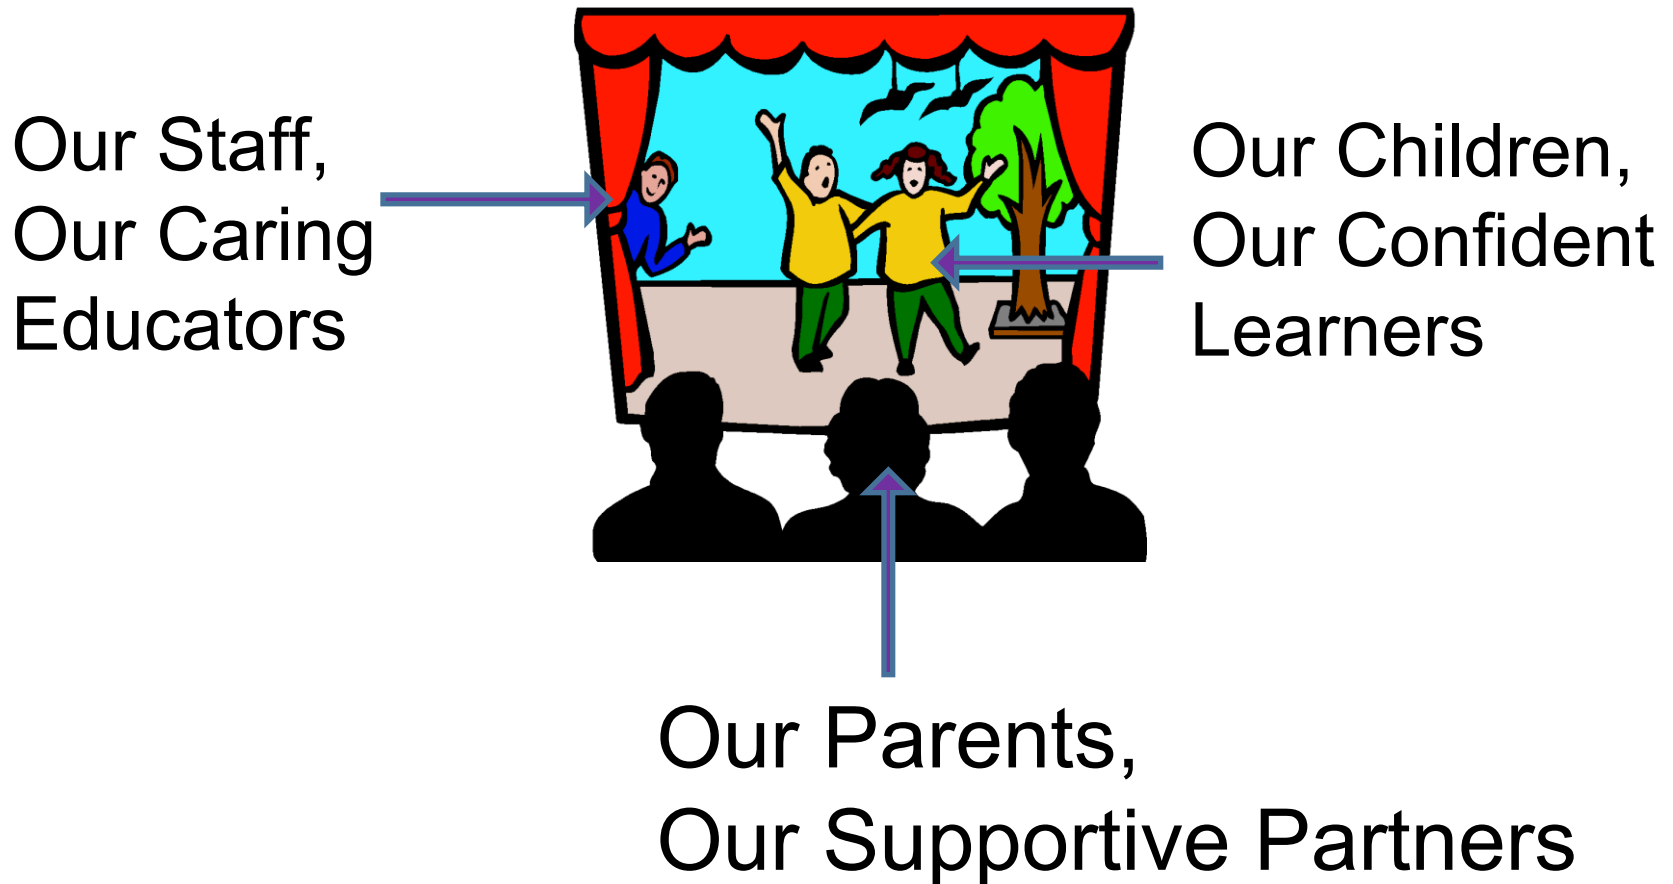 Our Staff,
Our Caring
Educators
Our Children,
Our Confident
Learners
Our Parents,
Our Supportive Partners